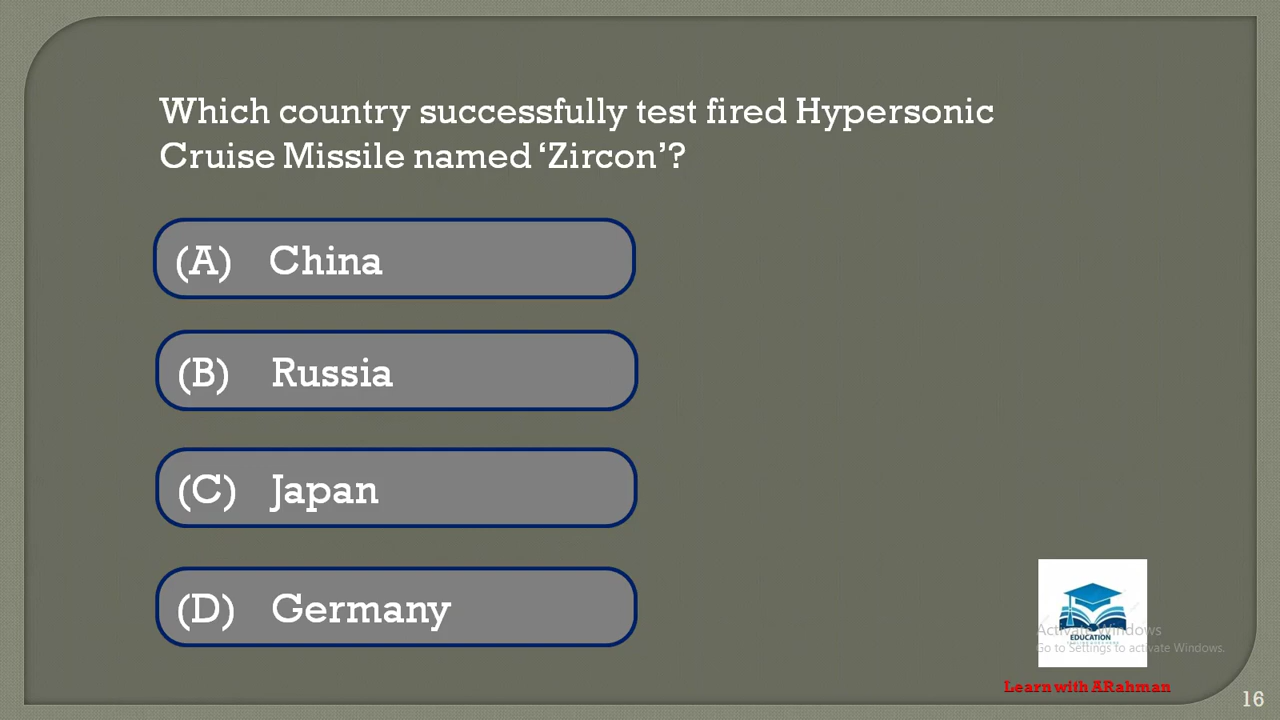 Which country successfully test fired Hypersonic
Cruise Missile named ‘Zircon’?
(A) China
(B) Russia
(C) Japan
(D) Germany
EDUCATION
Activate Windows
Go to Settings to activate Windows.
Learn with ARahman
16